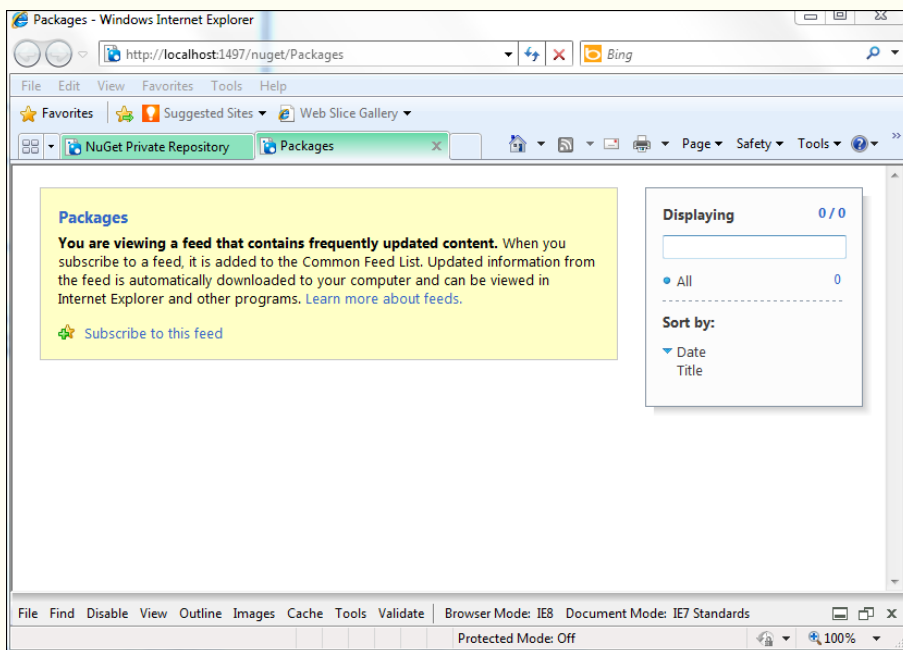 Packages - Windows Internet Explorer
http://localhost:1497/nuget/Packages
Bing
File Edit View Favorites Tools Help
Favorites Suggested Sites Web Slice Gallery
NuGet Private Repository Packages Page Safety Tools
Packages
You are viewing a feed that contains frequently updated content. When you
subscribe to a feed, it is added to the Common Feed List. Updated information from
the feed is automatically downloaded to your computer and can be viewed in
Internet Explorer and other programs. Learn more about feeds.
Subscribe to this feed
Displaying 0 / 0
All 0
Sort by:
Date
Title
File Find Disable View Outline Images Cache Tools Validate Browser Mode: IE8 Document Mode: IE7 Standards
Protected Mode: Off 100%